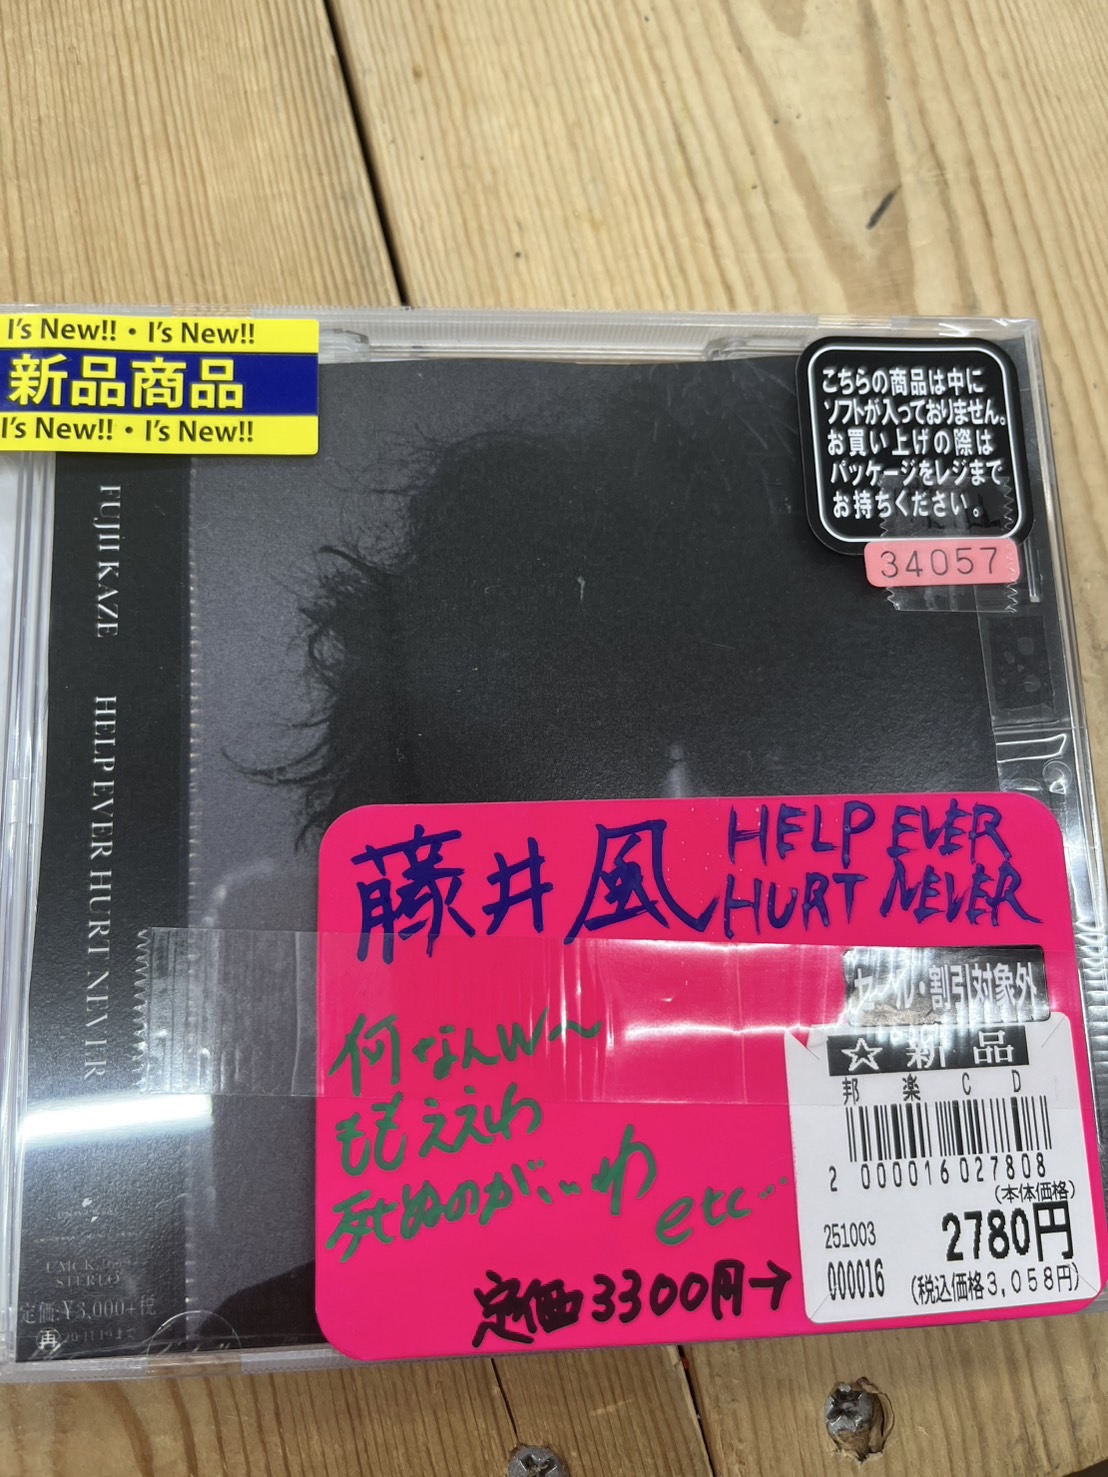 I's New!!・I's New!!
新品商品
I's New!!・I's New!!
こちらの商品は中に
ソフトが入っておりません。
お買い上げの際は
パッケージをレジまで
お持ちください。
34057
FUJII KAZE HELP EVER HURT NEVER
藤井 風 HELP EVER
HURT NEVER
何なんw〜
もうええわ
死ぬのがいいわ
etc…
定価3300円→
セール・割引対象外
☆新品
邦楽CD
2 000016 027808
(本体価格)
251003 2780円
000016 (税込価格3,058円)
STEREO
定価:¥3,000+税
再